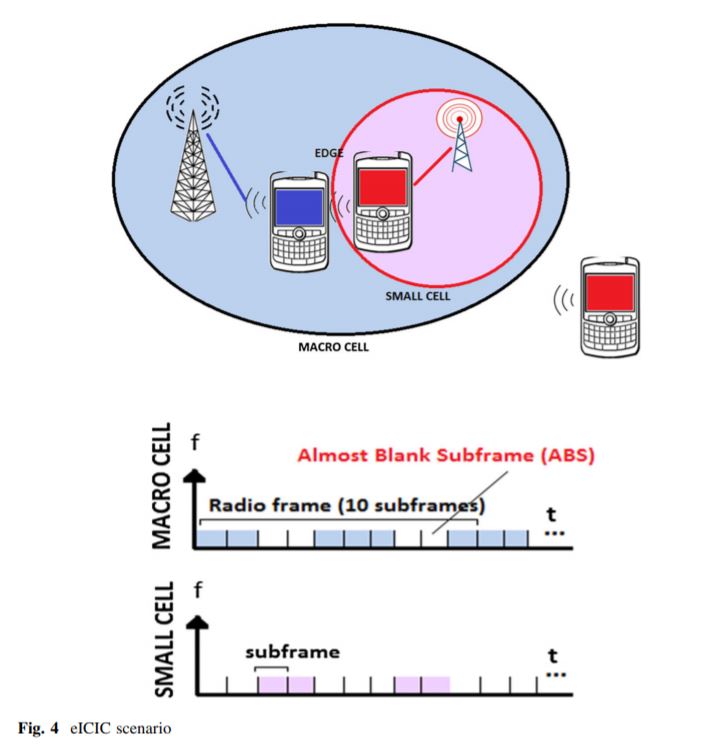 EDGE
SMALL CELL
MACRO CELL
MACRO CELL
f
Almost Blank Subframe (ABS)
Radio frame (10 subframes)
t
...
SMALL CELL
f
subframe
t
...
Fig. 4 eICIC scenario